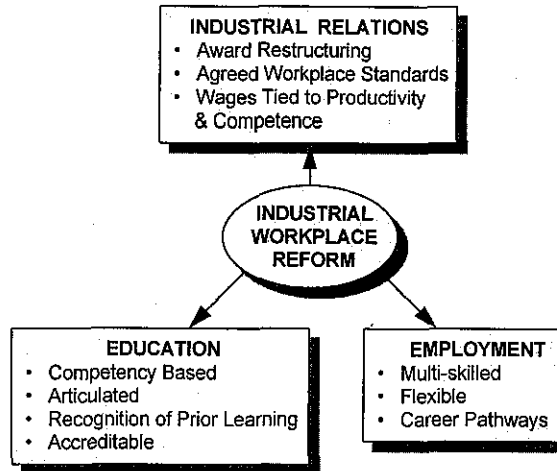 INDUSTRIAL RELATIONS
• Award Restructuring
• Agreed Workplace Standards
• Wages Tied to Productivity
& Competence
INDUSTRIAL
WORKPLACE
REFORM
EDUCATION
• Competency Based
• Articulated
• Recognition of Prior Learning
• Accreditable
EMPLOYMENT
• Multi-skilled
• Flexible
• Career Pathways